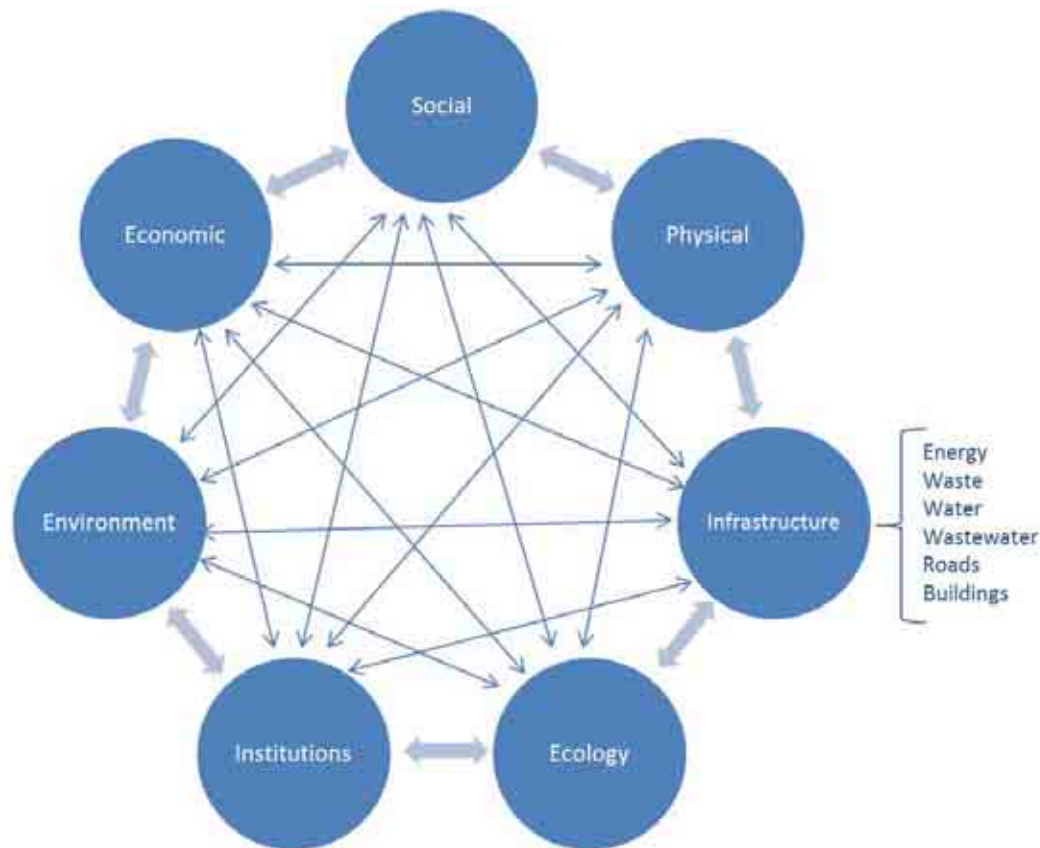 Social
Economic
Physical
Environment
Infrastructure
Energy
Waste
Water
Wastewater
Roads
Buildings
Institutions
Ecology